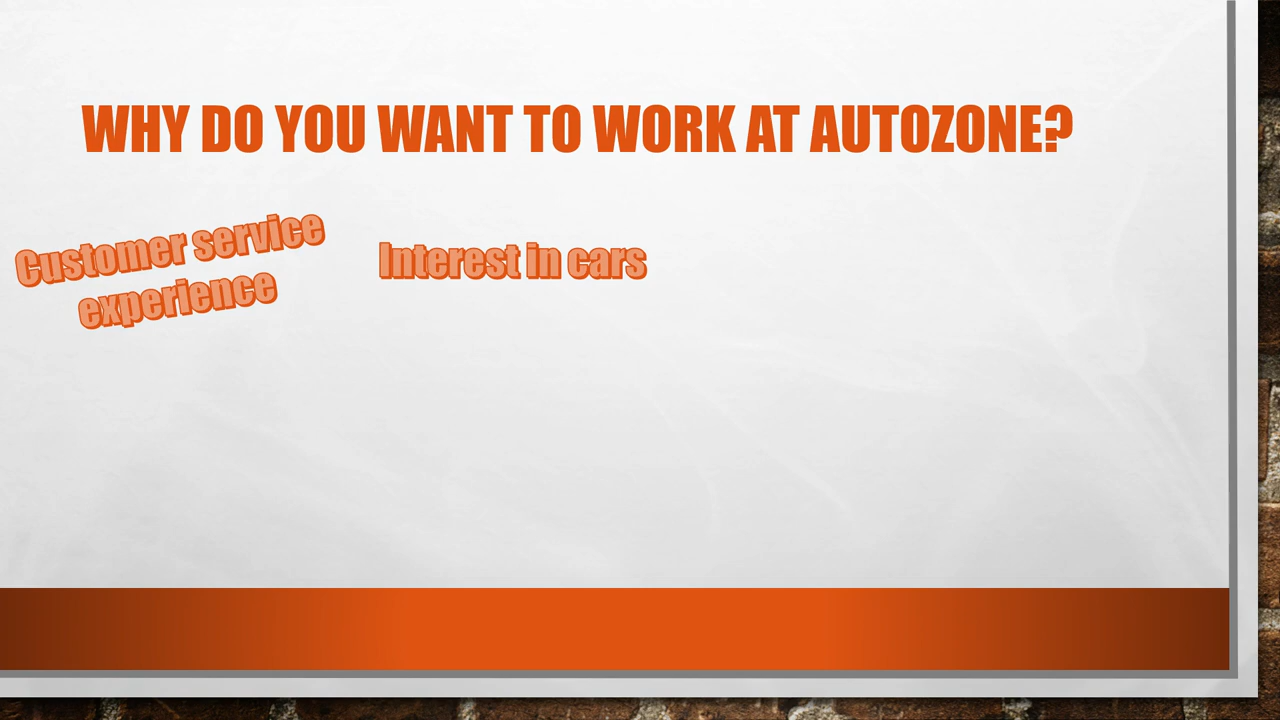 WHY DO YOU WANT TO WORK AT AUTOZONE?
Customer service
experience
Interest in cars